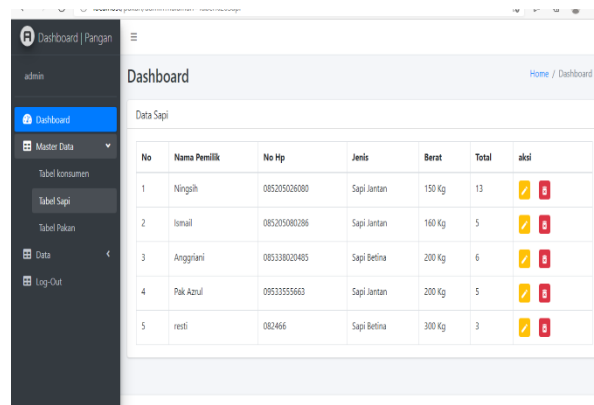 Dashboard | Pangan
admin
Dashboard
Master Data
Tabel konsumen
Tabel Sapi
Tabel Pakan
Data
Log-Out
Dashboard
Home / Dashboard
Data Sapi
No Nama Pemilik No Hp Jenis Berat Total aksi
1 Ningsih 085205026080 Sapi Jantan 150 Kg 13
2 Ismail 085205080286 Sapi Jantan 160 Kg 5
3 Anggriani 085338020485 Sapi Betina 200 Kg 6
4 Pak Azrul 09533555663 Sapi Jantan 200 Kg 5
5 resti 082466 Sapi Betina 300 Kg 3